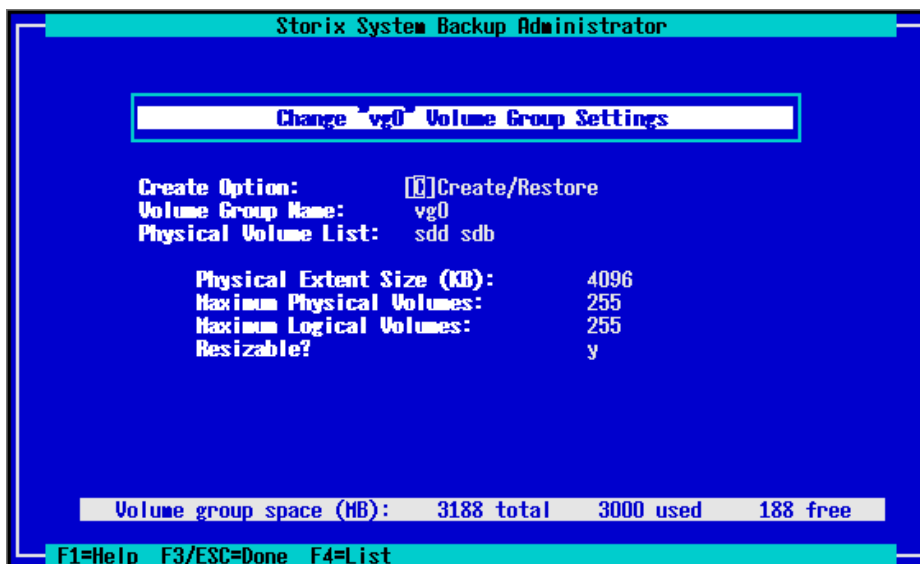 Storix System Backup Administrator
Change "vg0" Volume Group Settings
Create Option: [C]Create/Restore
Volume Group Name: vg0
Physical Volume List: sdd sdb
Physical Extent Size (KB): 4096
Maximum Physical Volumes: 255
Maximum Logical Volumes: 255
Resizable? y
Volume group space (MB): 3188 total 3000 used 188 free
F1=Help F3/ESC=Done F4=List